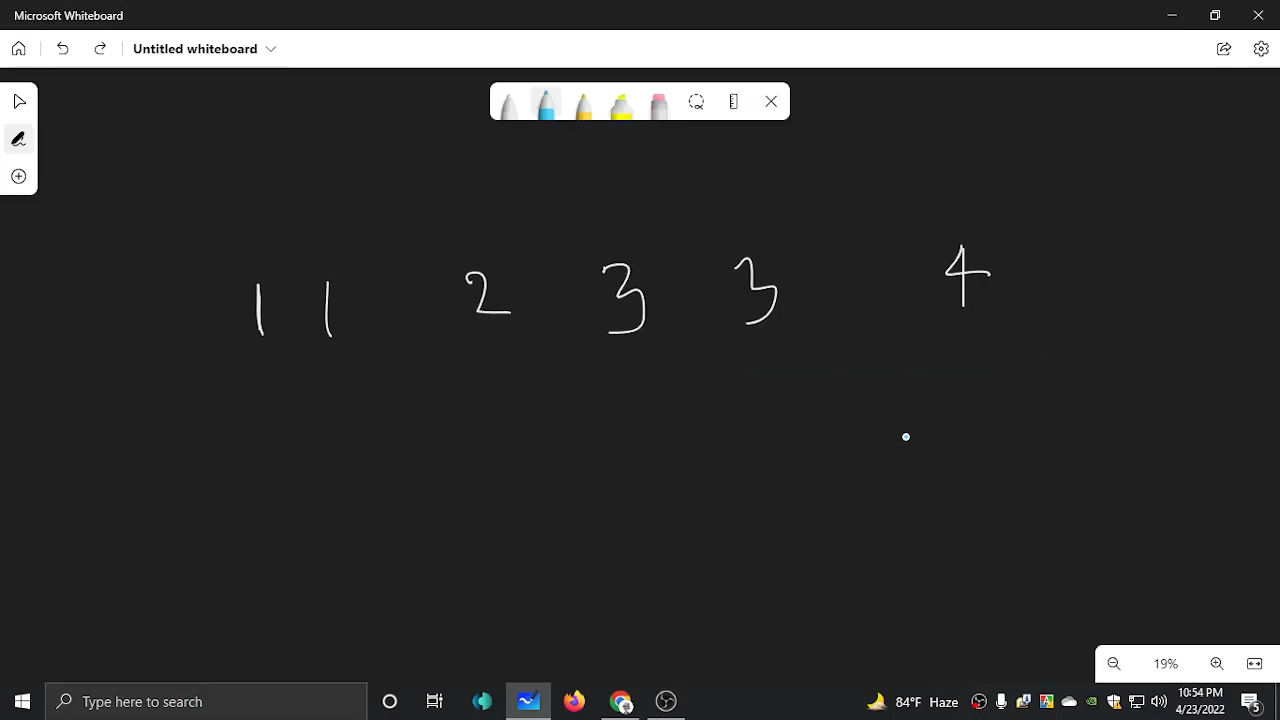 Microsoft Whiteboard
Untitled whiteboard
1 1 2 3 3 4
19%
Type here to search
84°F Haze
10:54 PM
4/23/2022
5